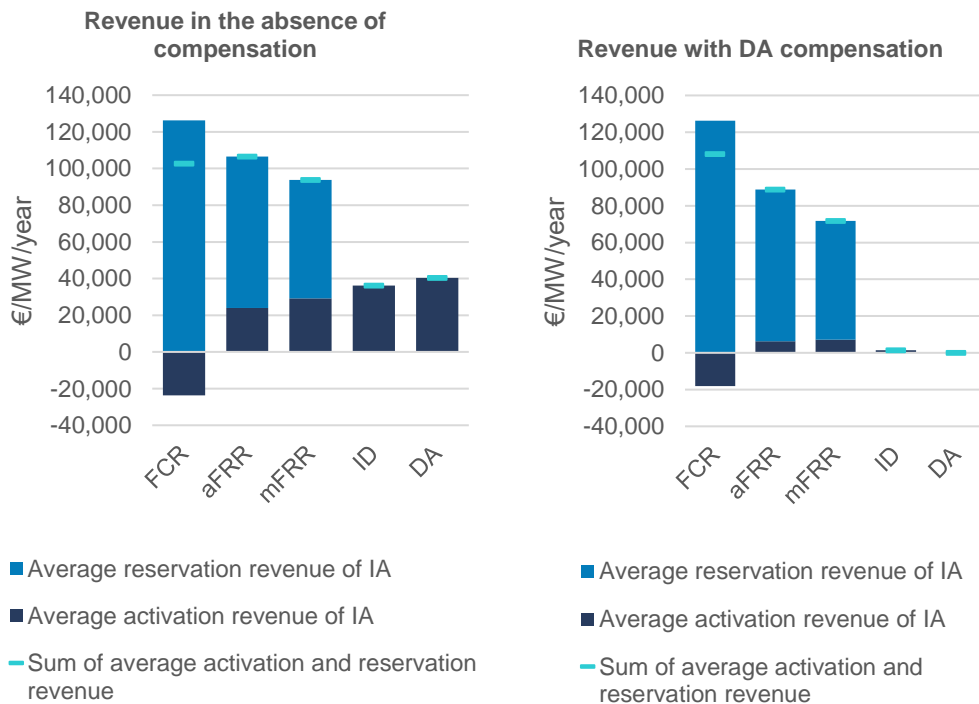 Revenue in the absence of
compensation
€/MW/year
140,000
120,000
100,000
80,000
60,000
40,000
20,000
0
-20,000
-40,000
FCR
aFRR
mFRR
ID
DA
Average reservation revenue of IA
Average activation revenue of IA
Sum of average activation and reservation
revenue
Revenue with DA compensation
€/MW/year
140,000
120,000
100,000
80,000
60,000
40,000
20,000
0
-20,000
-40,000
FCR
aFRR
mFRR
ID
DA
Average reservation revenue of IA
Average activation revenue of IA
Sum of average activation and
reservation revenue